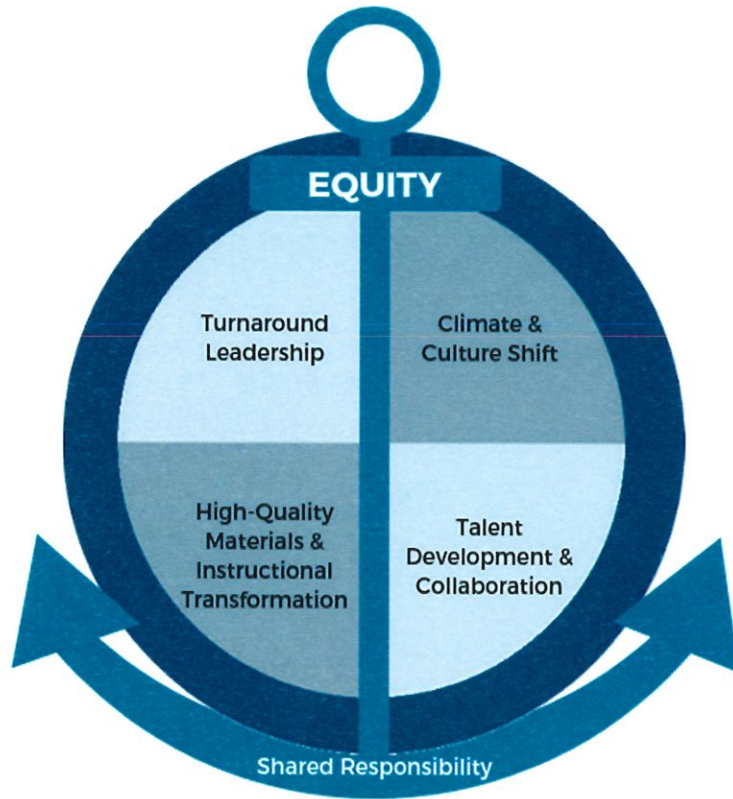 EQUITY
Turnaround
Leadership
Climate &
Culture Shift
High-Quality
Materials &
Instructional
Transformation
Talent
Development &
Collaboration
Shared Responsibility